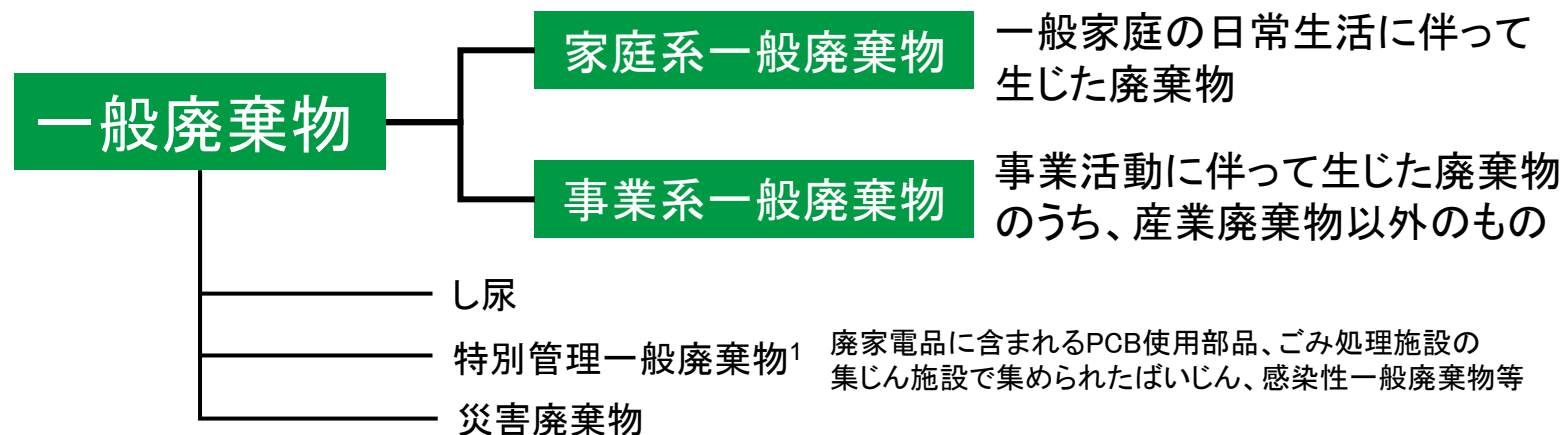 一般廃棄物
家庭系一般廃棄物
一般家庭の日常生活に伴って
生じた廃棄物
事業系一般廃棄物
事業活動に伴って生じた廃棄物
のうち、産業廃棄物以外のもの
し尿
特別管理一般廃棄物1
廃家電品に含まれるPCB使用部品、ごみ処理施設の
集じん施設で集められたばいじん、感染性一般廃棄物等
災害廃棄物